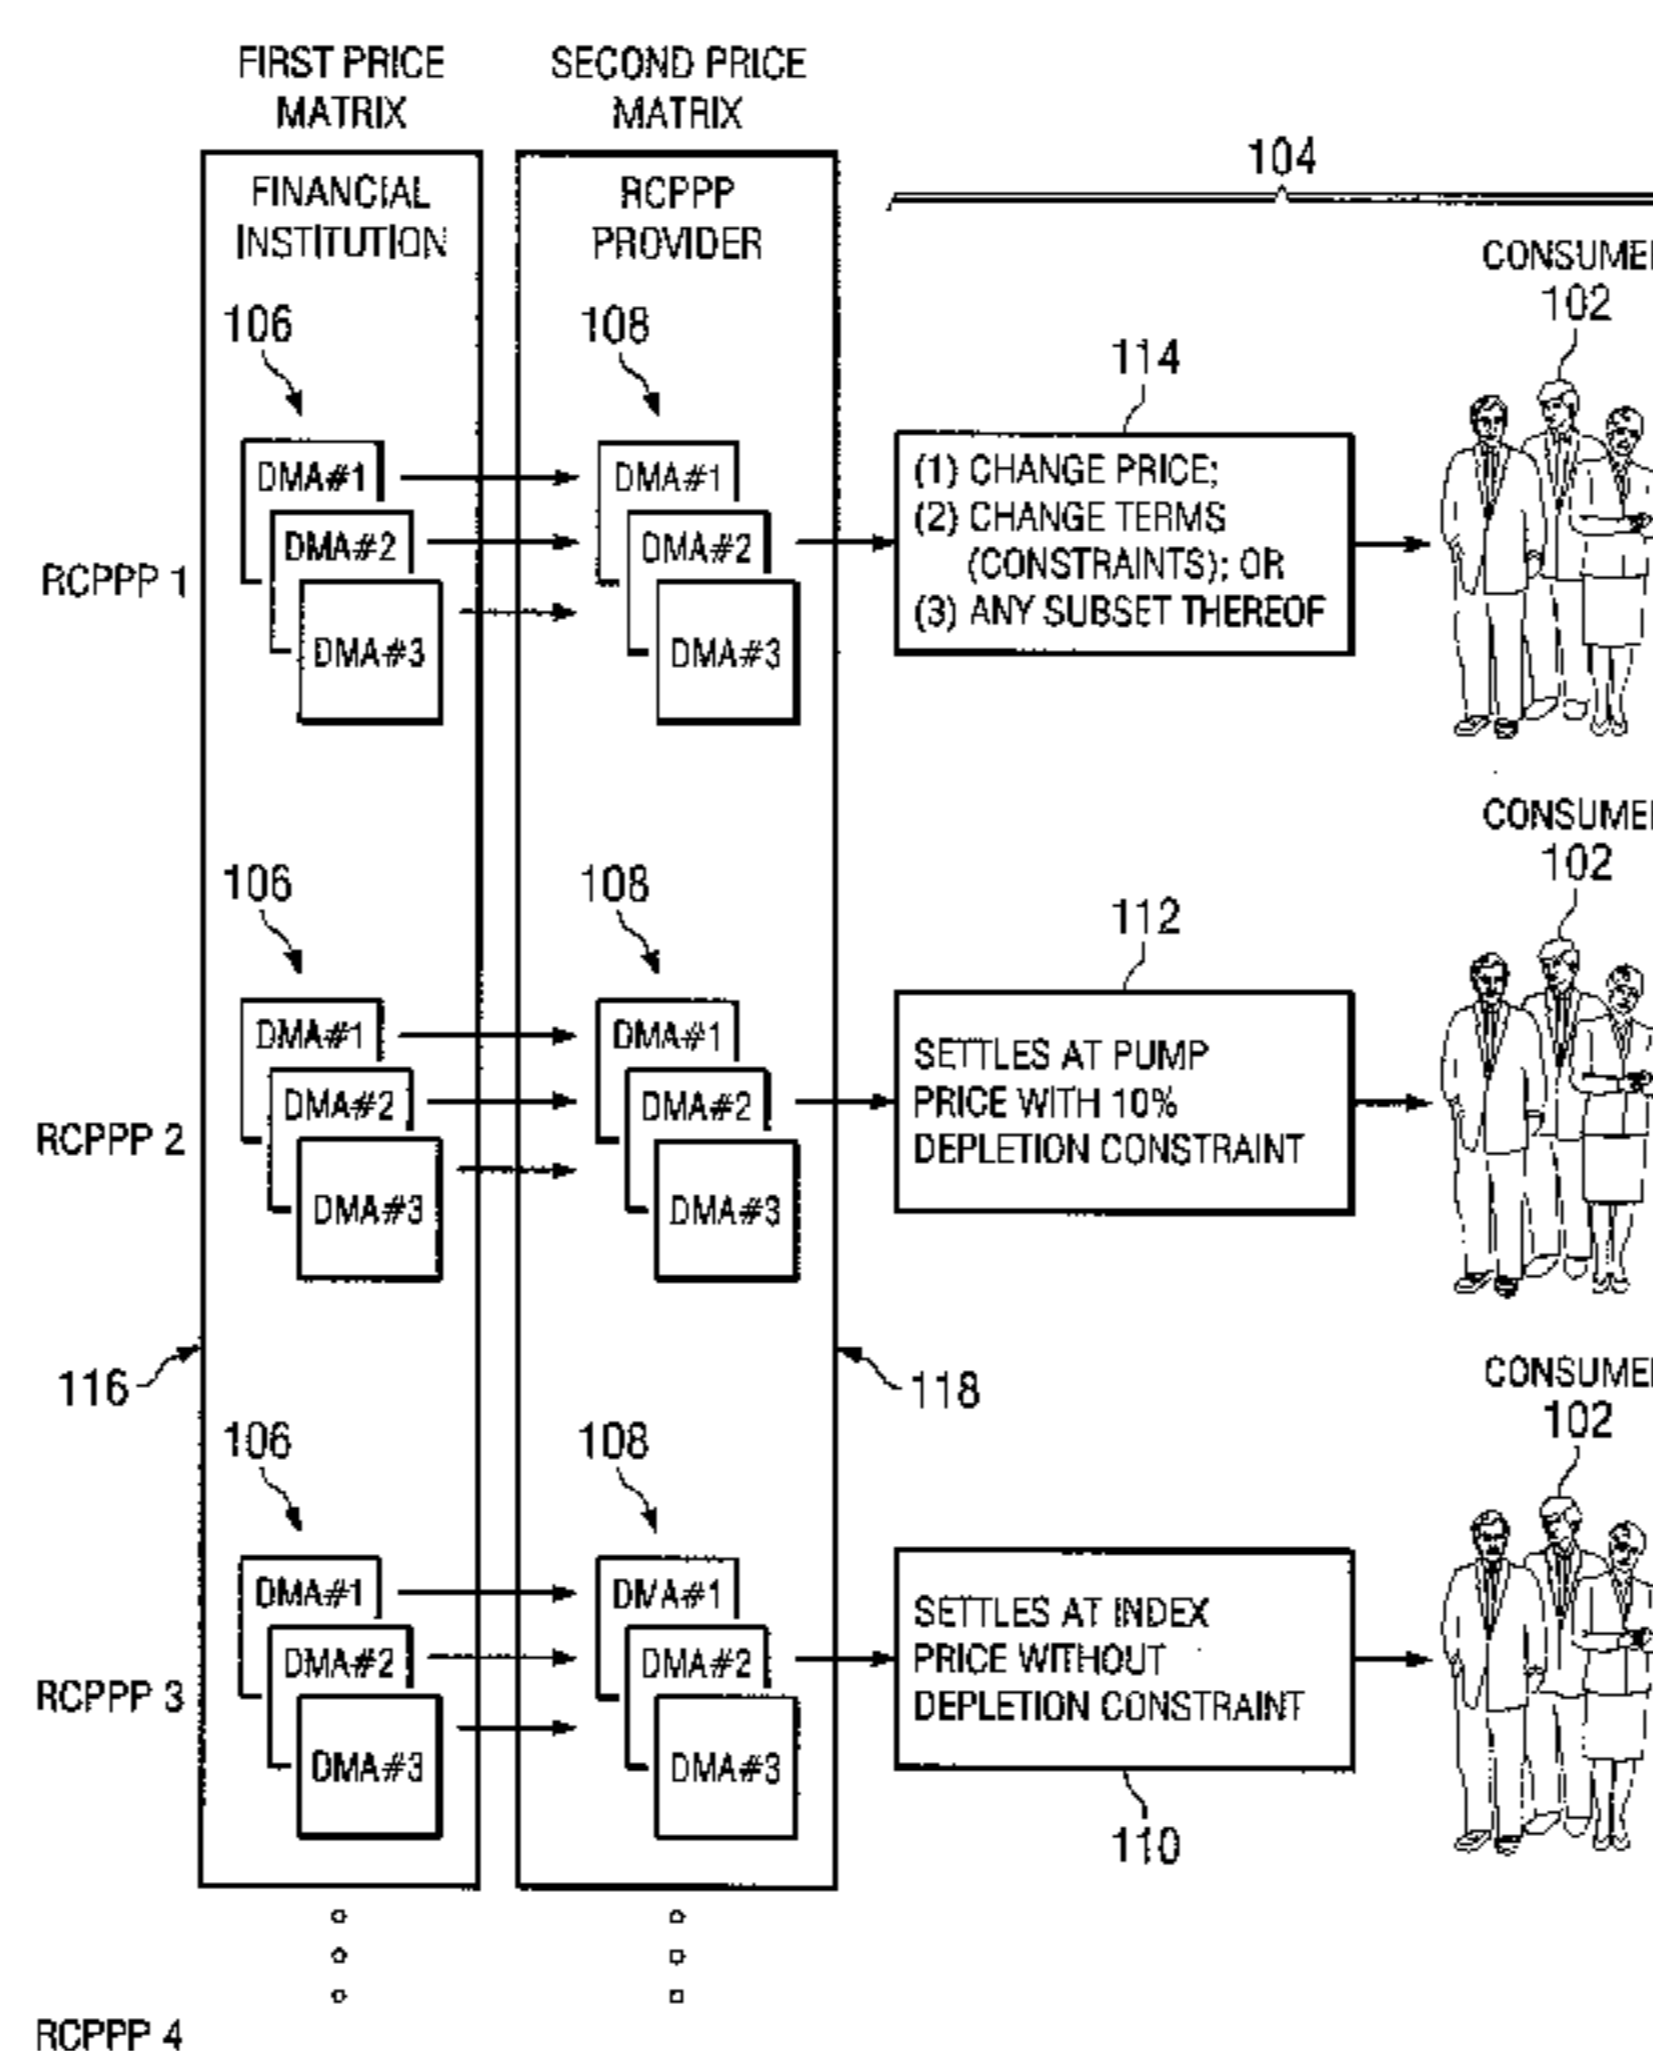 FIRST PRICE
MATRIX
SECOND PRICE
MATRIX
FINANCIAL
INSTITUTION
RCPPP
PROVIDER
104
CONSUME
102
106
108
114
DMA#1
DMA#2
DMA#3
DMA#1
DMA#2
DMA#3
(1) CHANGE PRICE;
(2) CHANGE TERMS
(CONSTRAINTS); OR
(3) ANY SUBSET THEREOF
RCPPP 1
CONSUME
102
106
108
112
DMA#1
DMA#2
DMA#3
DMA#1
DMA#2
DMA#3
SETTLES AT PUMP
PRICE WITH 10%
DEPLETION CONSTRAINT
RCPPP 2
116
118
CONSUME
102
106
108
DMA#1
DMA#2
DMA#3
DMA#1
DMA#2
DMA#3
SETTLES AT INDEX
PRICE WITHOUT
DEPLETION CONSTRAINT
RCPPP 3
110
RCPPP 4